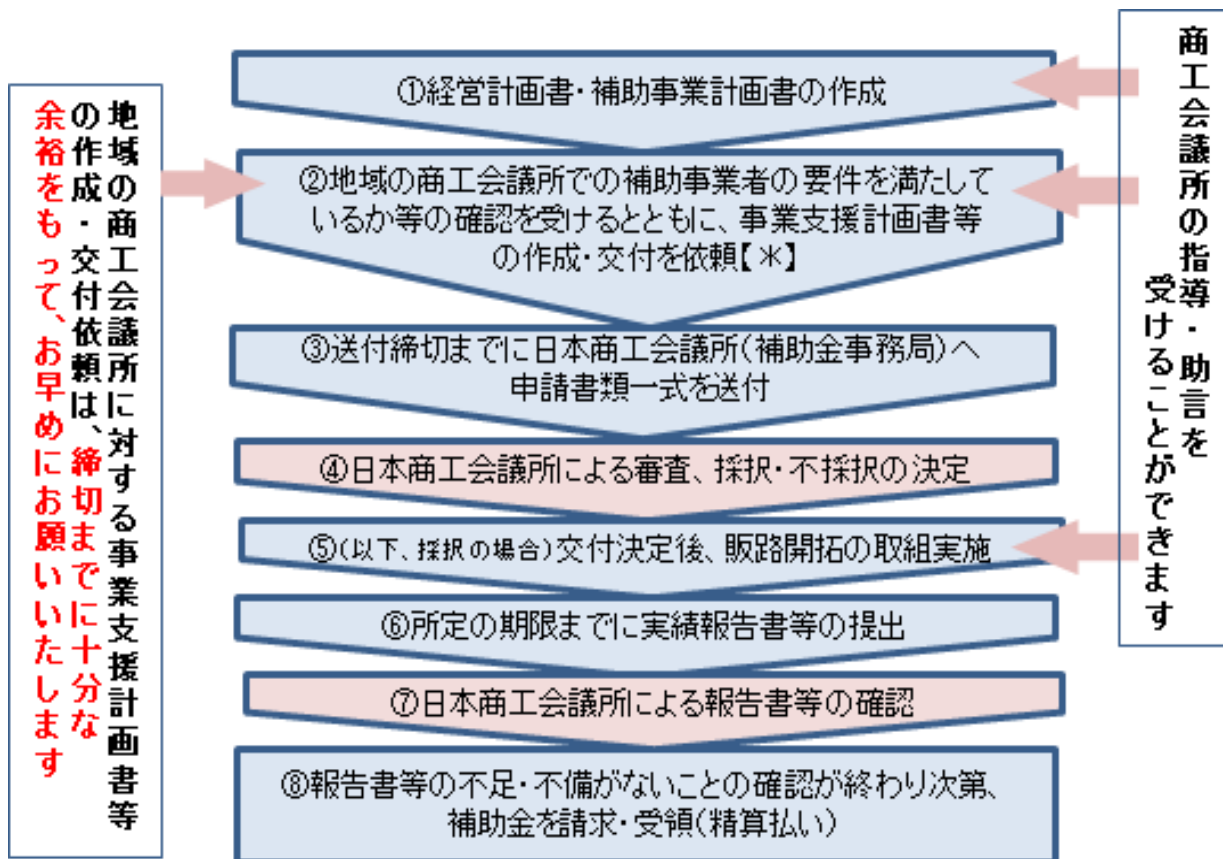 ①経営計画書・補助事業計画書の作成
②地域の商工会議所での補助事業者の要件を満たして
いるか等の確認を受けるとともに、事業支援計画書等
の作成・交付を依頼【＊】
③送付締切までに日本商工会議所(補助金事務局)へ
申請書類一式を送付
④日本商工会議所による審査、採択・不採択の決定
⑤(以下、採択の場合)交付決定後、販路開拓の取組実施
⑥所定の期限までに実績報告書等の提出
⑦日本商工会議所による報告書等の確認
⑧報告書等の不足・不備がないことの確認が終わり次第、
補助金を請求・受領(精算払い)
商工会議所の指導・助言を
受けることができます
地域の商工会議所に対する事業支援計画書等
の作成・交付依頼は、締切までに十分な
余裕をもって、お早めにお願いいたします